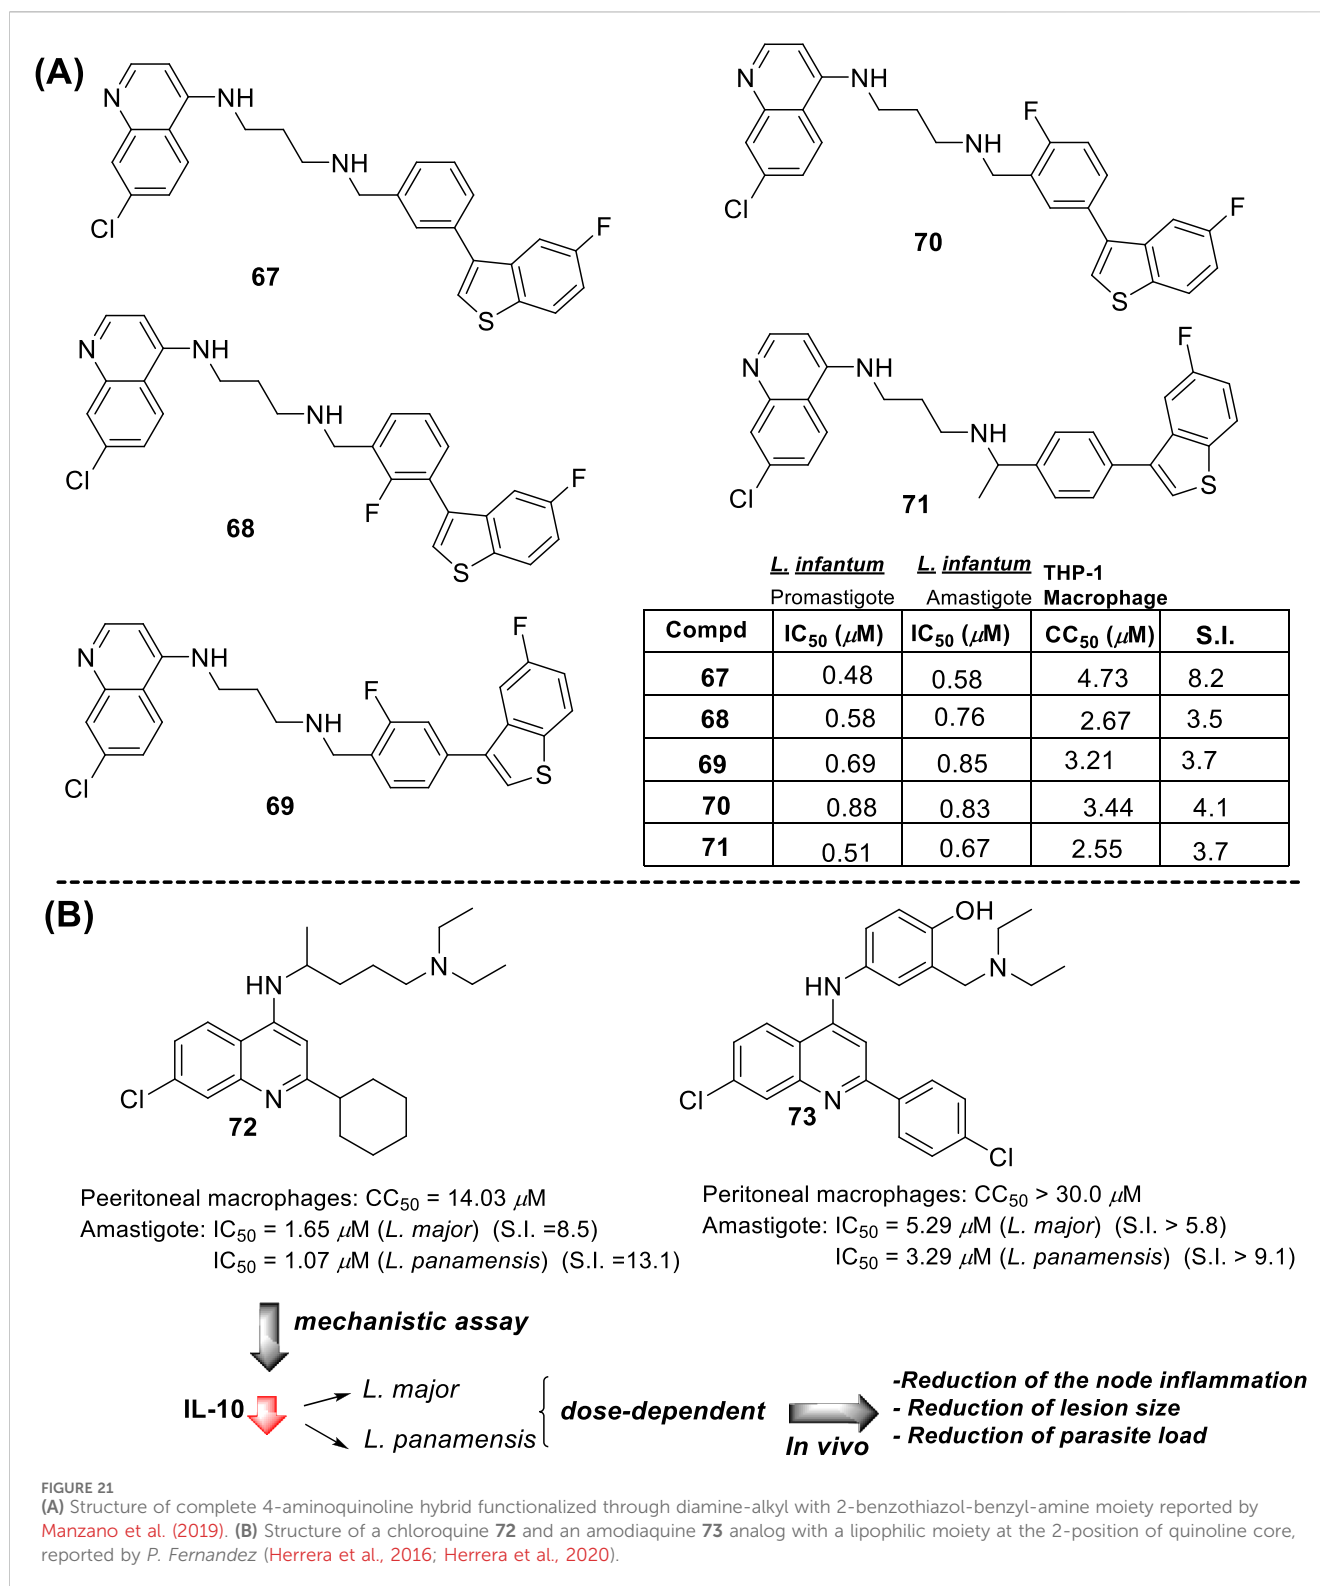 (A)
N
NH
NH
Cl
F
S
67
N
NH
NH
Cl
F
F
S
70
N
NH
NH
Cl
F
F
S
68
N
NH
NH
Cl
F
S
71
N
NH
NH
Cl
F
F
S
69
L. infantum L. infantum THP-1
Promastigote Amastigote Macrophage
Compd IC50 (μM) IC50 (μM) CC50 (μM) S.I.
67 0.48 0.58 4.73 8.2
68 0.58 0.76 2.67 3.5
69 0.69 0.85 3.21 3.7
70 0.88 0.83 3.44 4.1
71 0.51 0.67 2.55 3.7
(B)
HN
N
Cl
N
72
OH
HN
N
Cl
N
Cl
73
Peeritoneal macrophages: CC50 = 14.03 μM
Amastigote: IC50 = 1.65 μM (L. major) (S.I. =8.5)
IC50 = 1.07 μM (L. panamensis) (S.I. =13.1)
Peritoneal macrophages: CC50 > 30.0 μM
Amastigote: IC50 = 5.29 μM (L. major) (S.I. > 5.8)
IC50 = 3.29 μM (L. panamensis) (S.I. > 9.1)
mechanistic assay
IL-10
L. major
L. panamensis
dose-dependent
In vivo
-Reduction of the node inflammation
- Reduction of lesion size
- Reduction of parasite load
FIGURE 21
(A) Structure of complete 4-aminoquinoline hybrid functionalized through diamine-alkyl with 2-benzothiazol-benzyl-amine moiety reported by
Manzano et al. (2019). (B) Structure of a chloroquine 72 and an amodiaquine 73 analog with a lipophilic moiety at the 2-position of quinoline core,
reported by P. Fernandez (Herrera et al., 2016; Herrera et al., 2020).